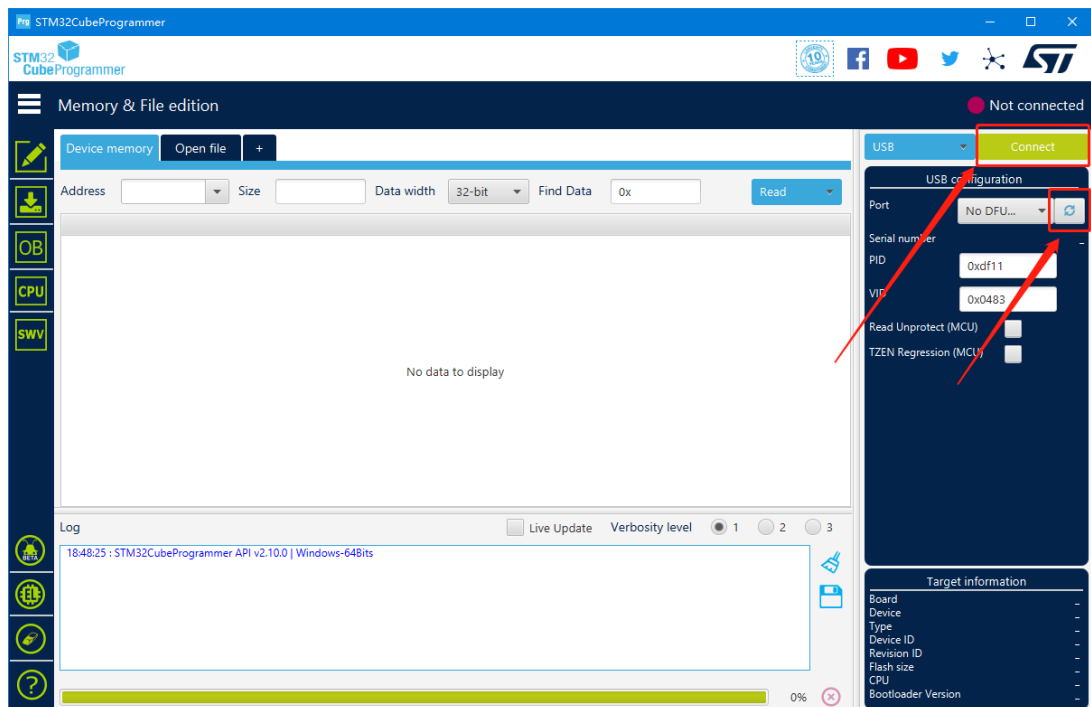 Prg STM32CubeProgrammer
STM32
CubeProgrammer
10
Memory & File edition
Not connected
Device memory
Open file
+
USB
Connect
Address
Size
Data width
32-bit
Find Data
0x
Read
USB configuration
Port
No DFU...
Serial number
PID
0xdf11
VID
0x0483
Read Unprotect (MCU)
TZEN Regression (MCU)
OB
CPU
SWV
No data to display
Log
Live Update
Verbosity level
1
2
3
18:48:25 : STM32CubeProgrammer API v2.10.0 | Windows-64Bits
BETA
EL
?
0%
Target information
Board
–
Device
–
Type
–
Device ID
–
Revision ID
–
Flash size
–
CPU
–
Bootloader Version
–